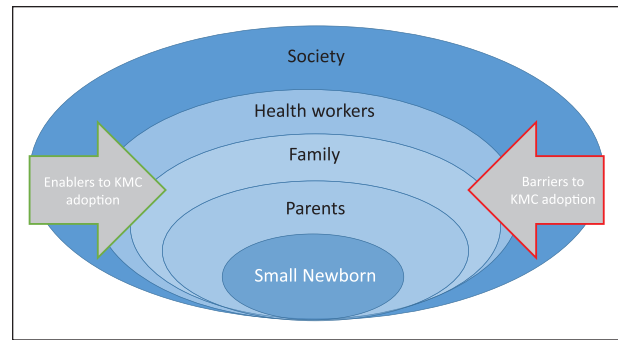 Society
Health workers
Family
Enablers to KMC
adoption
Barriers to
KMC adoption
Parents
Small Newborn